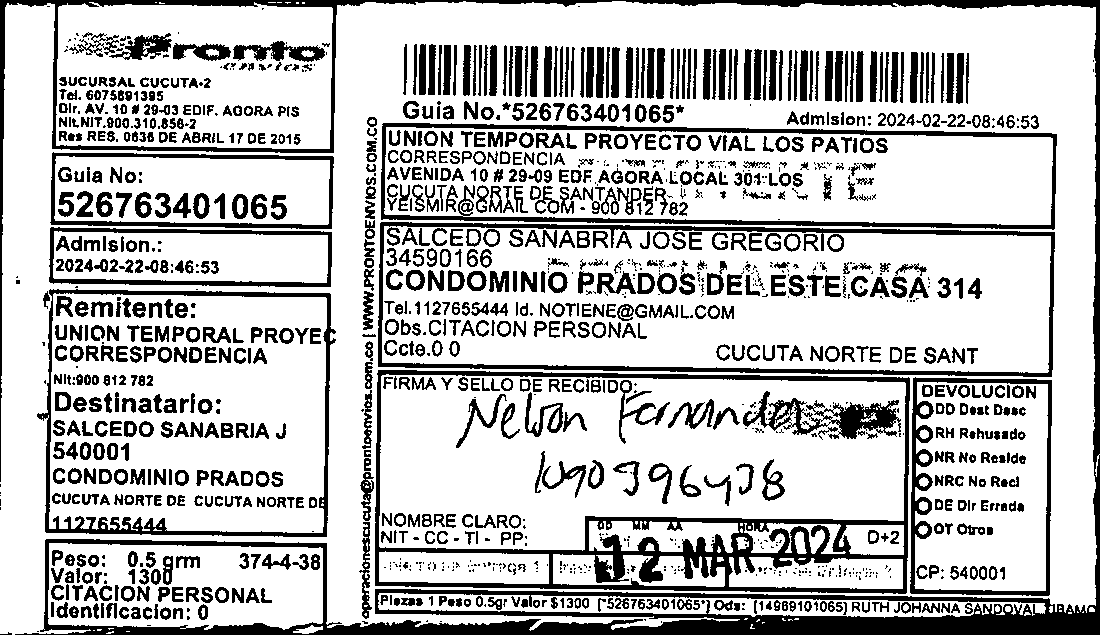 Pronto
envios
SUCURSAL CUCUTA-2
Tel. 6075891395
Dir. AV. 10 # 29-03 EDIF. AGORA PIS
Nit.NIT.900.310.856-2
Res RES. 0636 DE ABRIL 17 DE 2015
Guia No:
526763401065
Admision.:
2024-02-22-08:46:53
Remitente:
UNION TEMPORAL PROYEC
CORRESPONDENCIA
Nit:900 812 782
Destinatario:
SALCEDO SANABRIA J
540001
CONDOMINIO PRADOS
CUCUTA NORTE DE CUCUTA NORTE DE
1127655444
Peso: 0.5 grm 374-4-38
Valor: 1300
CITACION PERSONAL
Identificacion: 0
operacionescucuta@prontoenvios.com.co | WWW.PRONTOENVIOS.COM.CO
Guia No.*526763401065*
Admision: 2024-02-22-08:46:53
UNION TEMPORAL PROYECTO VIAL LOS PATIOS
CORRESPONDENCIA
AVENIDA 10 # 29-09 EDF AGORA LOCAL 301 LOS
CUCUTA NORTE DE SANTANDER
YEISMIR@GMAIL COM - 900 812 782
SALCEDO SANABRIA JOSE GREGORIO
34590166
CONDOMINIO PRADOS DEL ESTE CASA 314
Tel.1127655444 Id. NOTIENE@GMAIL.COM
Obs.CITACION PERSONAL
Ccte.0 0 CUCUTA NORTE DE SANT
FIRMA Y SELLO DE RECIBIDO:
Nelson Fernandez
1090396438
NOMBRE CLARO:
NIT - CC - TI - PP:
DD MM AA HORA
12 MAR 2024
D+2
DEVOLUCION
DD Dest Desc
RH Rehusado
NR No Reside
NRC No Recl
DE Dir Errada
OT Otros
CP: 540001
Piezas 1 Peso 0.5gr Valor $1300 [*526763401065*] Ods: [14989101065] RUTH JOHANNA SANDOVAL TIBAMO